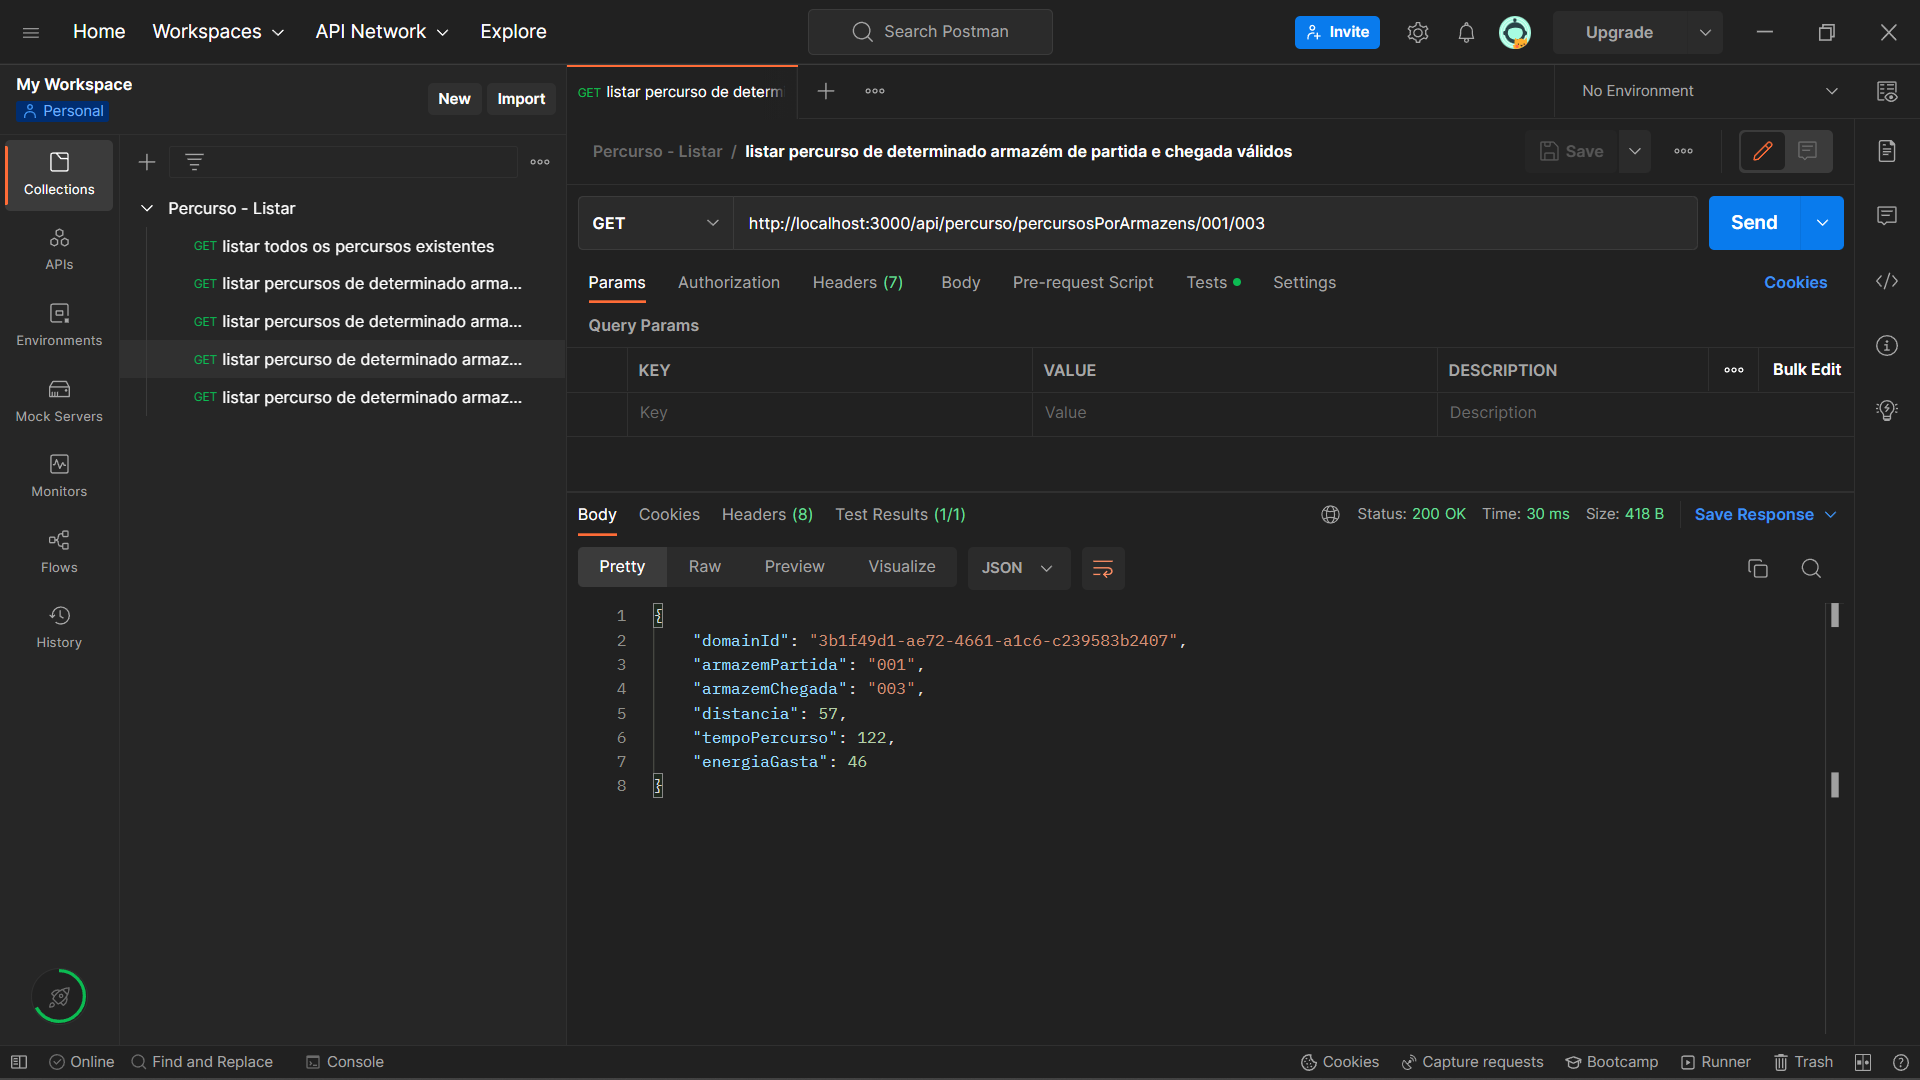 Home Workspaces API Network Explore Search Postman Invite Upgrade
My Workspace
Personal
New Import
GET listar percurso de determ
No Environment
Percurso - Listar / listar percurso de determinado armazém de partida e chegada válidos
Save
Collections
APIs
Environments
Mock Servers
Monitors
Flows
History
Percurso - Listar
GET listar todos os percursos existentes
GET listar percursos de determinado arma...
GET listar percursos de determinado arma...
GET listar percurso de determinado armaz...
GET listar percurso de determinado armaz...
GET http://localhost:3000/api/percurso/percursosPorArmazens/001/003 Send
Params Authorization Headers (7) Body Pre-request Script Tests Settings Cookies
Query Params
KEY VALUE DESCRIPTION Bulk Edit
Key Value Description
Body Cookies Headers (8) Test Results (1/1) Status: 200 OK Time: 30 ms Size: 418 B Save Response
Pretty Raw Preview Visualize JSON
1 {
2 "domainId": "3b1f49d1-ae72-4661-a1c6-c239583b2407",
3 "armazemPartida": "001",
4 "armazemChegada": "003",
5 "distancia": 57,
6 "tempoPercurso": 122,
7 "energiaGasta": 46
8 }
Online Find and Replace Console Cookies Capture requests Bootcamp Runner Trash